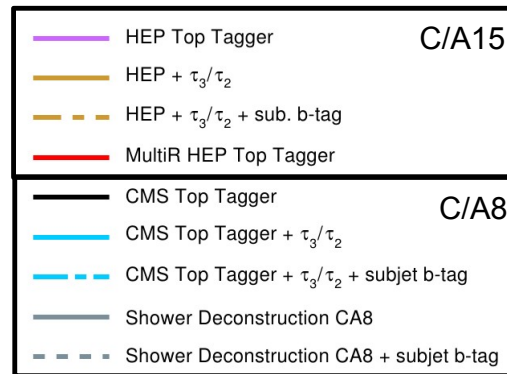 HEP Top Tagger C/A15
HEP + τ₃/τ₂
HEP + τ₃/τ₂ + sub. b-tag
MultiR HEP Top Tagger
CMS Top Tagger C/A8
CMS Top Tagger + τ₃/τ₂
CMS Top Tagger + τ₃/τ₂ + subjet b-tag
Shower Deconstruction CA8
Shower Deconstruction CA8 + subjet b-tag